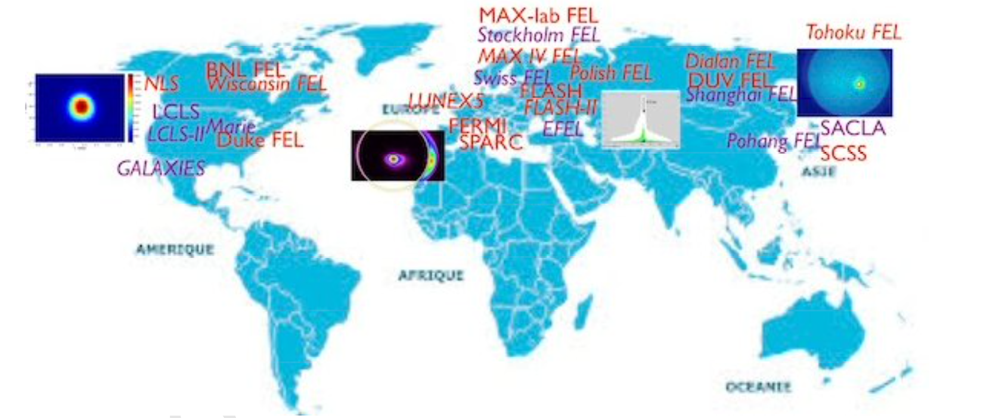 MAX-lab FEL
Stockholm FEL
MAX IV FEL
Swiss FEL
Polish FEL
FLASH
FLASH-II
LUNEX5
EUROPE
FERMI
SPARC
EFEL
Tohoku FEL
Dialan FEL
DUV FEL
Shanghai FEL
Pohang FEL
SACLA
SCSS
ASIE
NLS
BNL FEL
Wisconsin FEL
LCLS
LCLS-II
Marie
Duke FEL
GALAXIES
AMERIQUE
AFRIQUE
OCEANIE